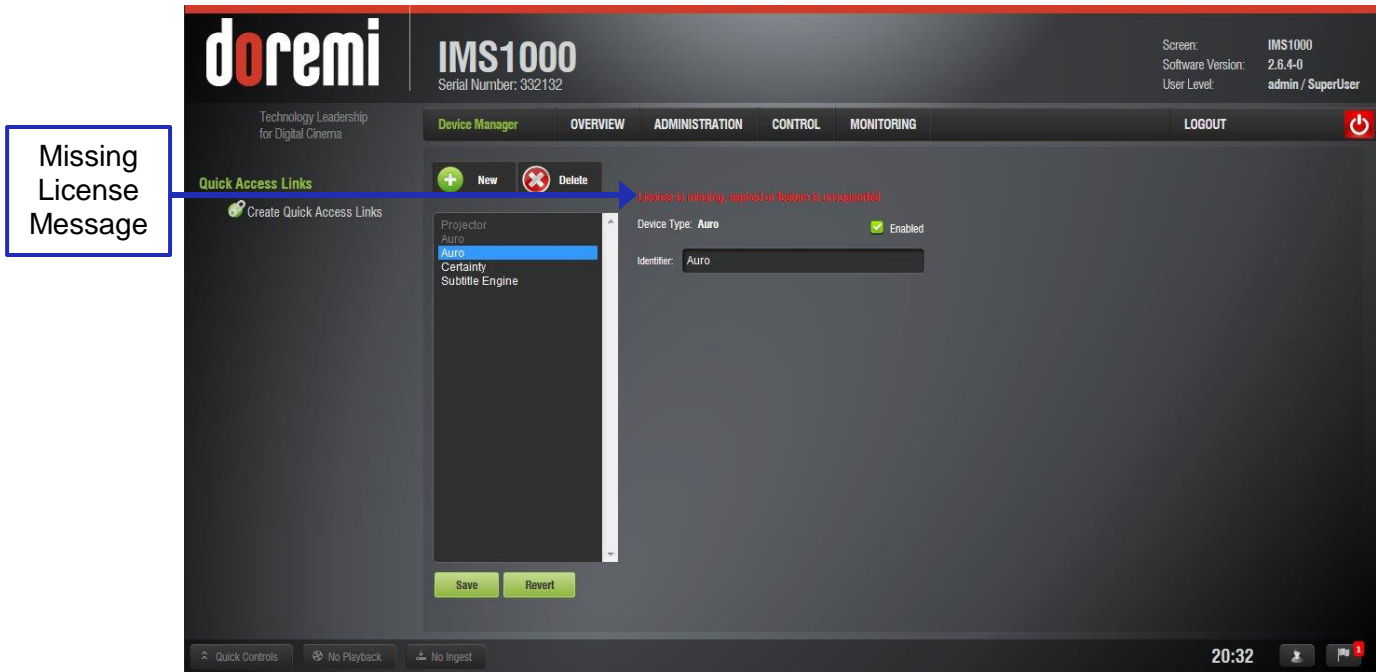 doremi
IMS1000
Serial Number: 332132
Screen: IMS1000
Software Version: 2.6.4-0
User Level: admin / SuperUser
Technology Leadership
for Digital Cinema
Device Manager OVERVIEW ADMINISTRATION CONTROL MONITORING LOGOUT
Missing
License
Message
Quick Access Links
Create Quick Access Links
New Delete
License is missing, expired or feature is unsupported
Projector
Auro
Auro
Certainty
Subtitle Engine
Device Type: Auro Enabled
Identifier: Auro
Save Revert
Quick Controls No Playback No Ingest 20:32 1